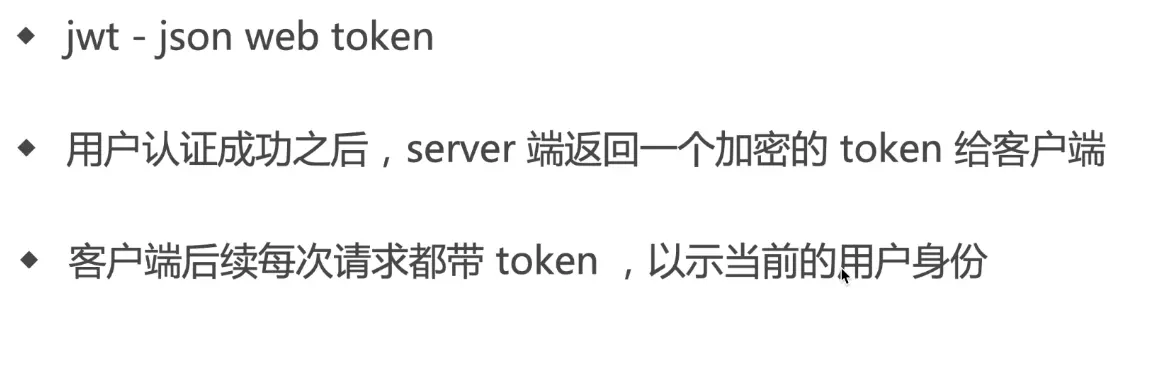 ◆ jwt - json web token
◆ 用户认证成功之后，server 端返回一个加密的 token 给客户端
◆ 客户端后续每次请求都带 token ，以示当前的用户身份